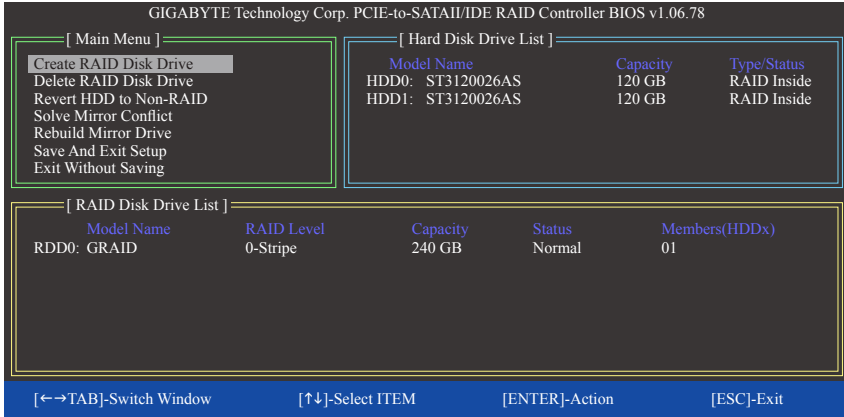 GIGABYTE Technology Corp. PCIE-to-SATAII/IDE RAID Controller BIOS v1.06.78
[ Main Menu ]
Create RAID Disk Drive
Delete RAID Disk Drive
Revert HDD to Non-RAID
Solve Mirror Conflict
Rebuild Mirror Drive
Save And Exit Setup
Exit Without Saving
[ Hard Disk Drive List ]
Model Name Capacity Type/Status
HDD0: ST3120026AS 120 GB RAID Inside
HDD1: ST3120026AS 120 GB RAID Inside
[ RAID Disk Drive List ]
Model Name RAID Level Capacity Status Members(HDDx)
RDD0: GRAID 0-Stripe 240 GB Normal 01
[←→TAB]-Switch Window [↑↓]-Select ITEM [ENTER]-Action [ESC]-Exit